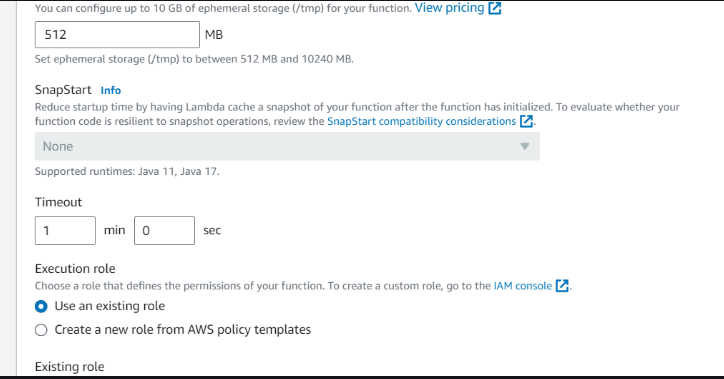 You can configure up to 10 GB of ephemeral storage (/tmp) for your function. View pricing
512 MB
Set ephemeral storage (/tmp) to between 512 MB and 10240 MB.
SnapStart Info
Reduce startup time by having Lambda cache a snapshot of your function after the function has initialized. To evaluate whether your
function code is resilient to snapshot operations, review the SnapStart compatibility considerations.
None
Supported runtimes: Java 11, Java 17.
Timeout
1 min 0 sec
Execution role
Choose a role that defines the permissions of your function. To create a custom role, go to the IAM console.
Use an existing role
Create a new role from AWS policy templates
Existing role